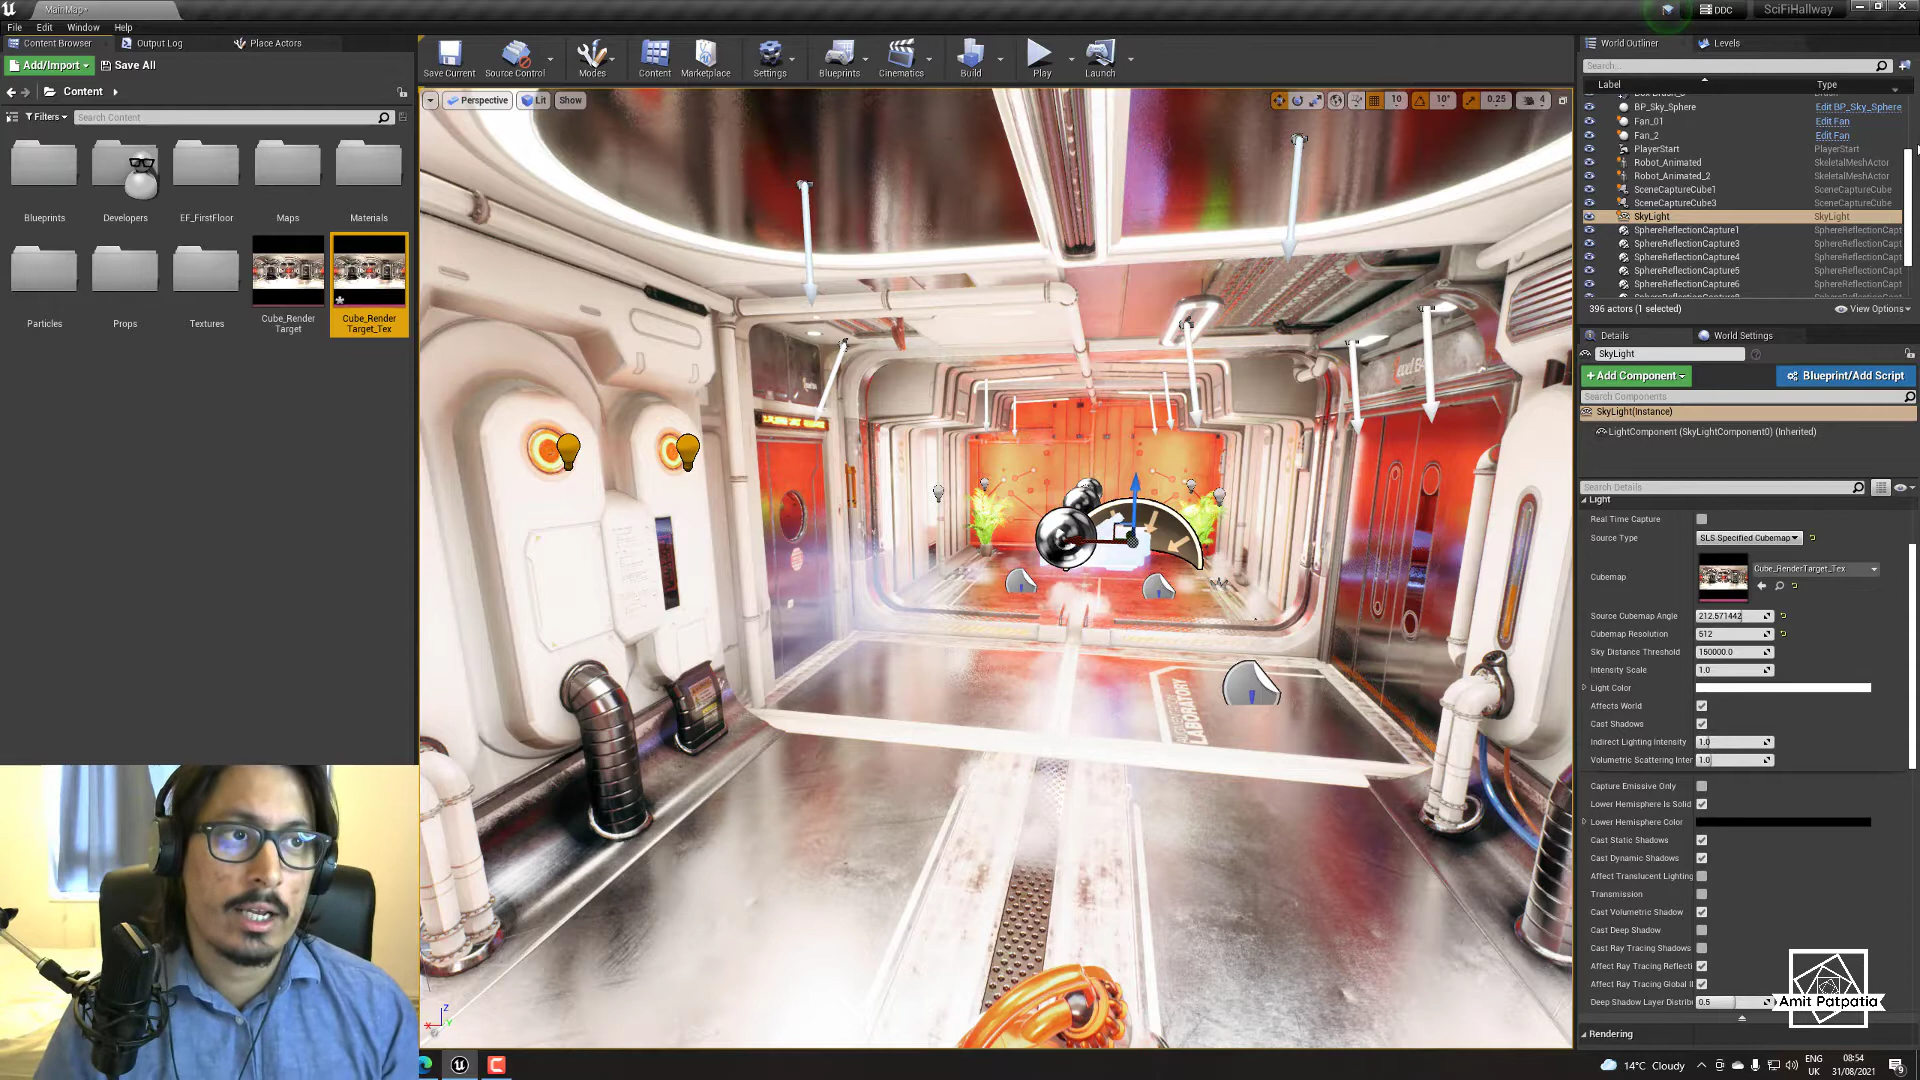 MainMap*
DDC
SciFiHallway
File Edit Window Help
Content Browser
Output Log
Place Actors
Add/Import
Save All
Content
Filters
Search Content
Blueprints
Developers
EF_FirstFloor
Maps
Materials
Particles
Props
Textures
Cube_Render
Target
Cube_Render
Target_Tex
Save Current
Source Control
Modes
Content
Marketplace
Settings
Blueprints
Cinematics
Build
Play
Launch
Perspective
Lit
Show
10
10°
0.25
4
LABORATORY
World Outliner
Levels
Search...
Label Type
BP_Sky_Sphere Edit BP_Sky_Sphere
Fan_01 Edit Fan
Fan_2 Edit Fan
PlayerStart PlayerStart
Robot_Animated SkeletalMeshActor
Robot_Animated_2 SkeletalMeshActor
SceneCaptureCube1 SceneCaptureCube
SceneCaptureCube3 SceneCaptureCube
SkyLight SkyLight
SphereReflectionCapture1 SphereReflectionCapt
SphereReflectionCapture3 SphereReflectionCapt
SphereReflectionCapture4 SphereReflectionCapt
SphereReflectionCapture5 SphereReflectionCapt
SphereReflectionCapture6 SphereReflectionCapt
396 actors (1 selected)
View Options
Details
World Settings
SkyLight
+Add Component
Blueprint/Add Script
Search Components
SkyLight(Instance)
LightComponent (SkyLightComponent0) (Inherited)
Search Details
Light
Real Time Capture
Source Type SLS Specified Cubemap
Cubemap Cube_RenderTarget_Tex
Source Cubemap Angle 212.571442
Cubemap Resolution 512
Sky Distance Threshold 150000.0
Intensity Scale 1.0
Light Color
Affects World
Cast Shadows
Indirect Lighting Intensity 1.0
Volumetric Scattering Inter 1.0
Capture Emissive Only
Lower Hemisphere Is Solid
Lower Hemisphere Color
Cast Static Shadows
Cast Dynamic Shadows
Affect Translucent Lighting
Transmission
Cast Volumetric Shadow
Cast Deep Shadow
Cast Ray Tracing Shadows
Affect Ray Tracing Reflecti
Affect Ray Tracing Global I
Deep Shadow Layer Distrib 0.5
Rendering
Amit Patpatia
X Z Y
14°C Cloudy
ENG
UK
08:54
31/08/2021
9